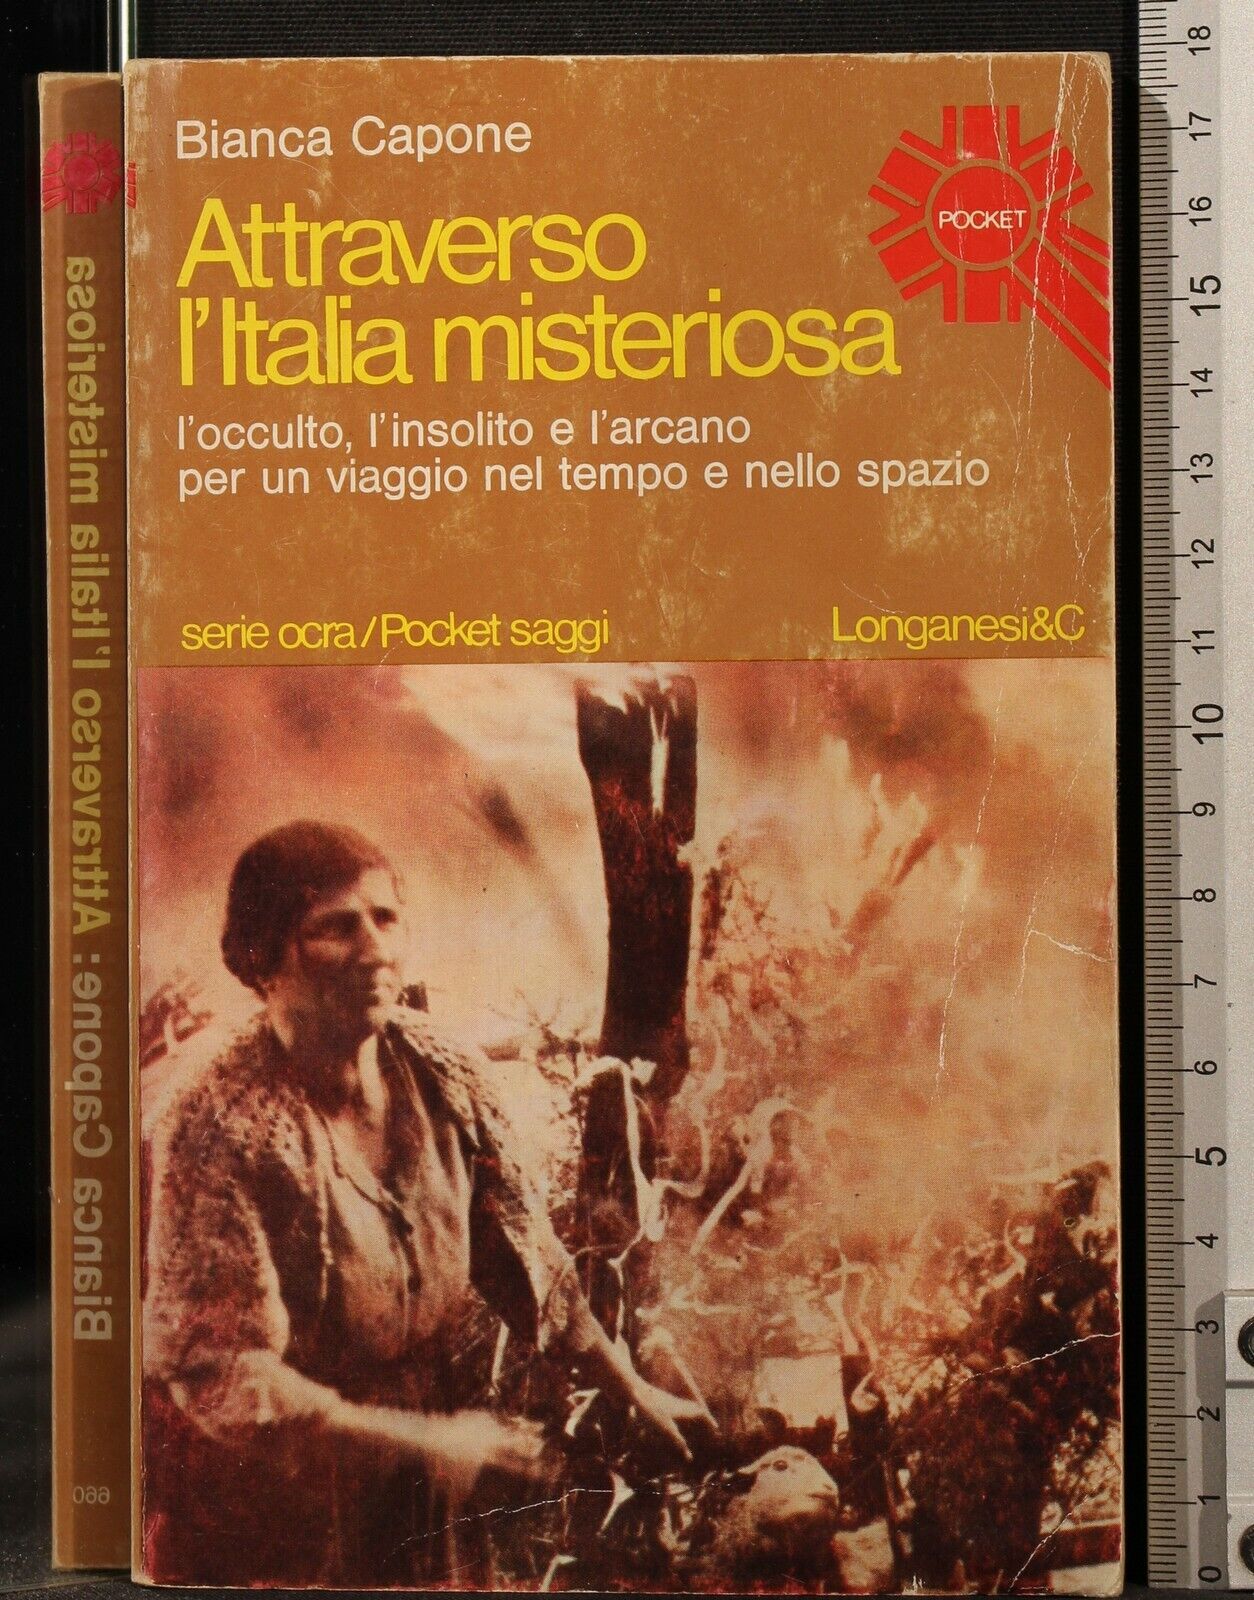 Bianca Capone
Attraverso
l'Italia misteriosa
l'occulto, l'insolito e l'arcano
per un viaggio nel tempo e nello spazio
POCKET
serie ocra/Pocket saggi
Longanesi&C
Bianca Capone: Attraverso l'Italia misteriosa
660
18
17
16
15
14
13
12
11
10
9
8
7
6
5
4
3
2
1
0